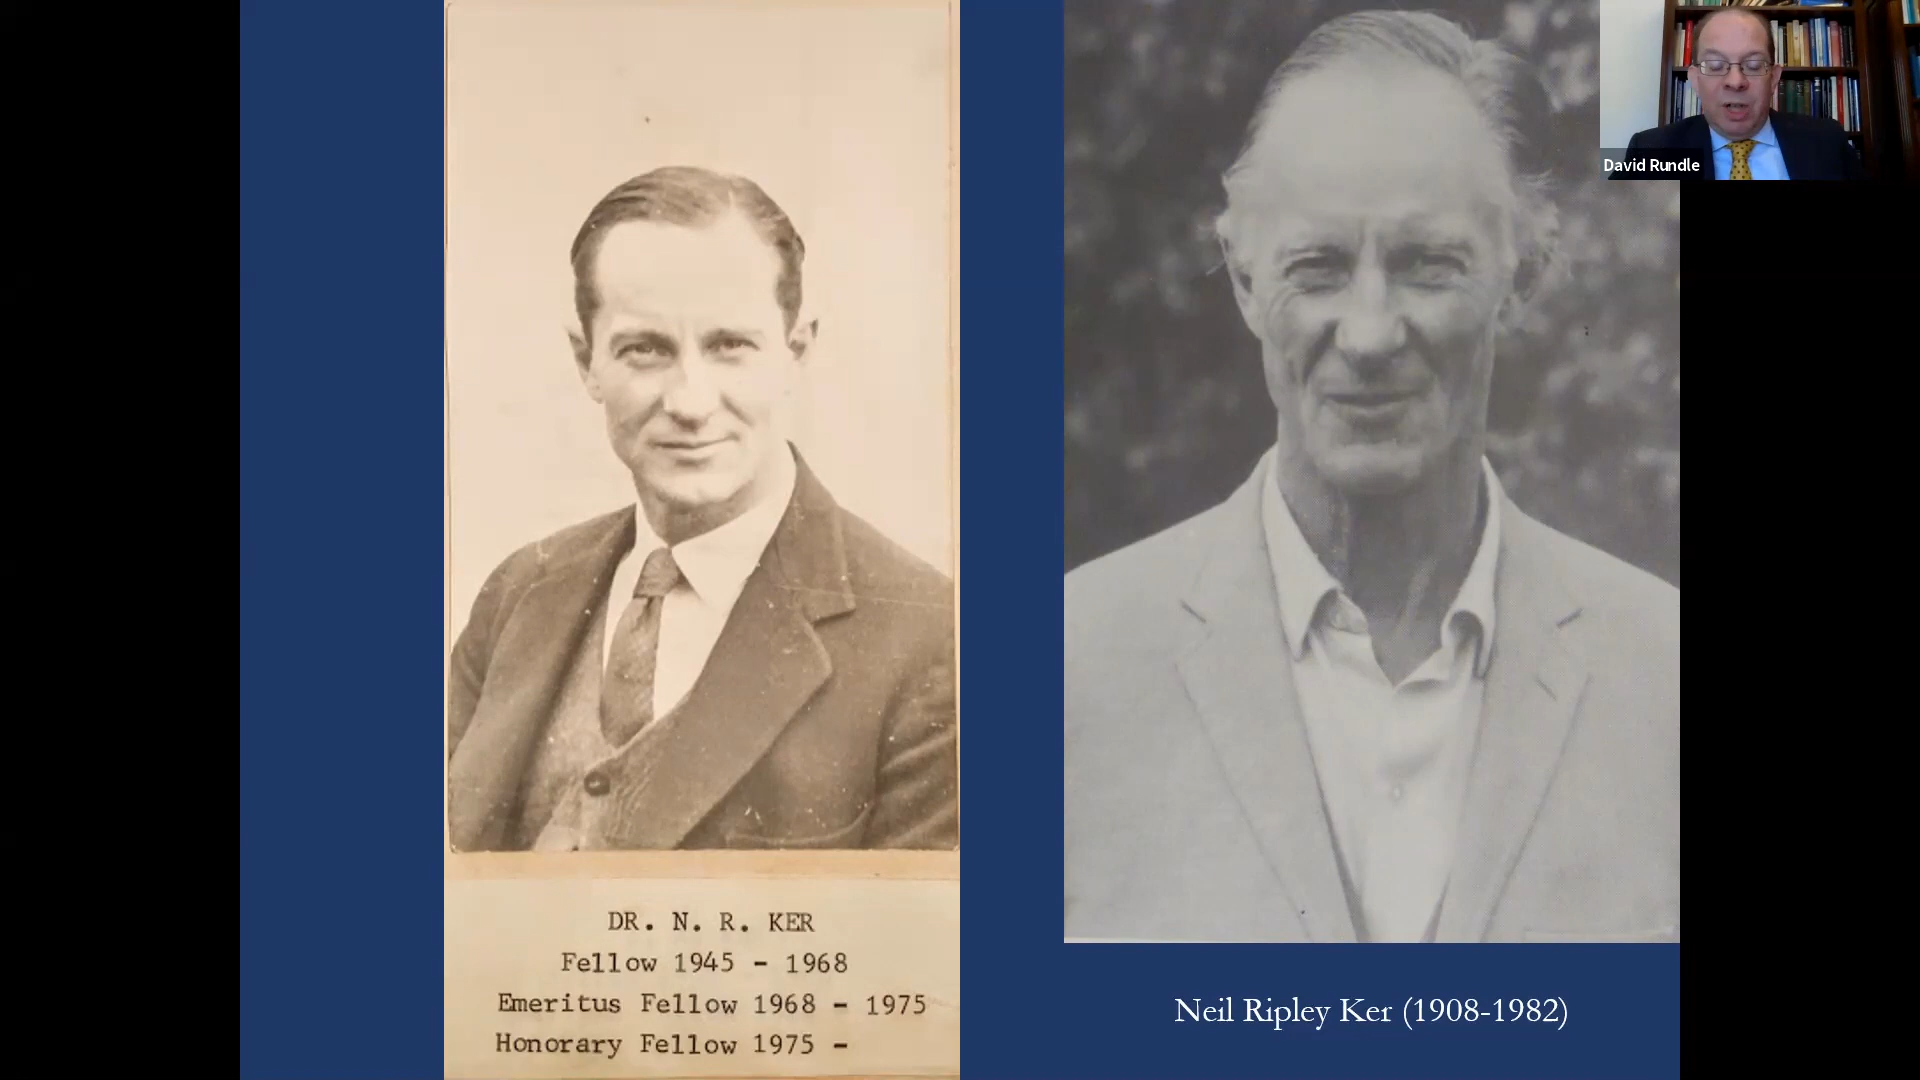 David Rundle
DR. N. R. KER
Fellow 1945 - 1968
Emeritus Fellow 1968 - 1975
Honorary Fellow 1975 -
Neil Ripley Ker (1908-1982)